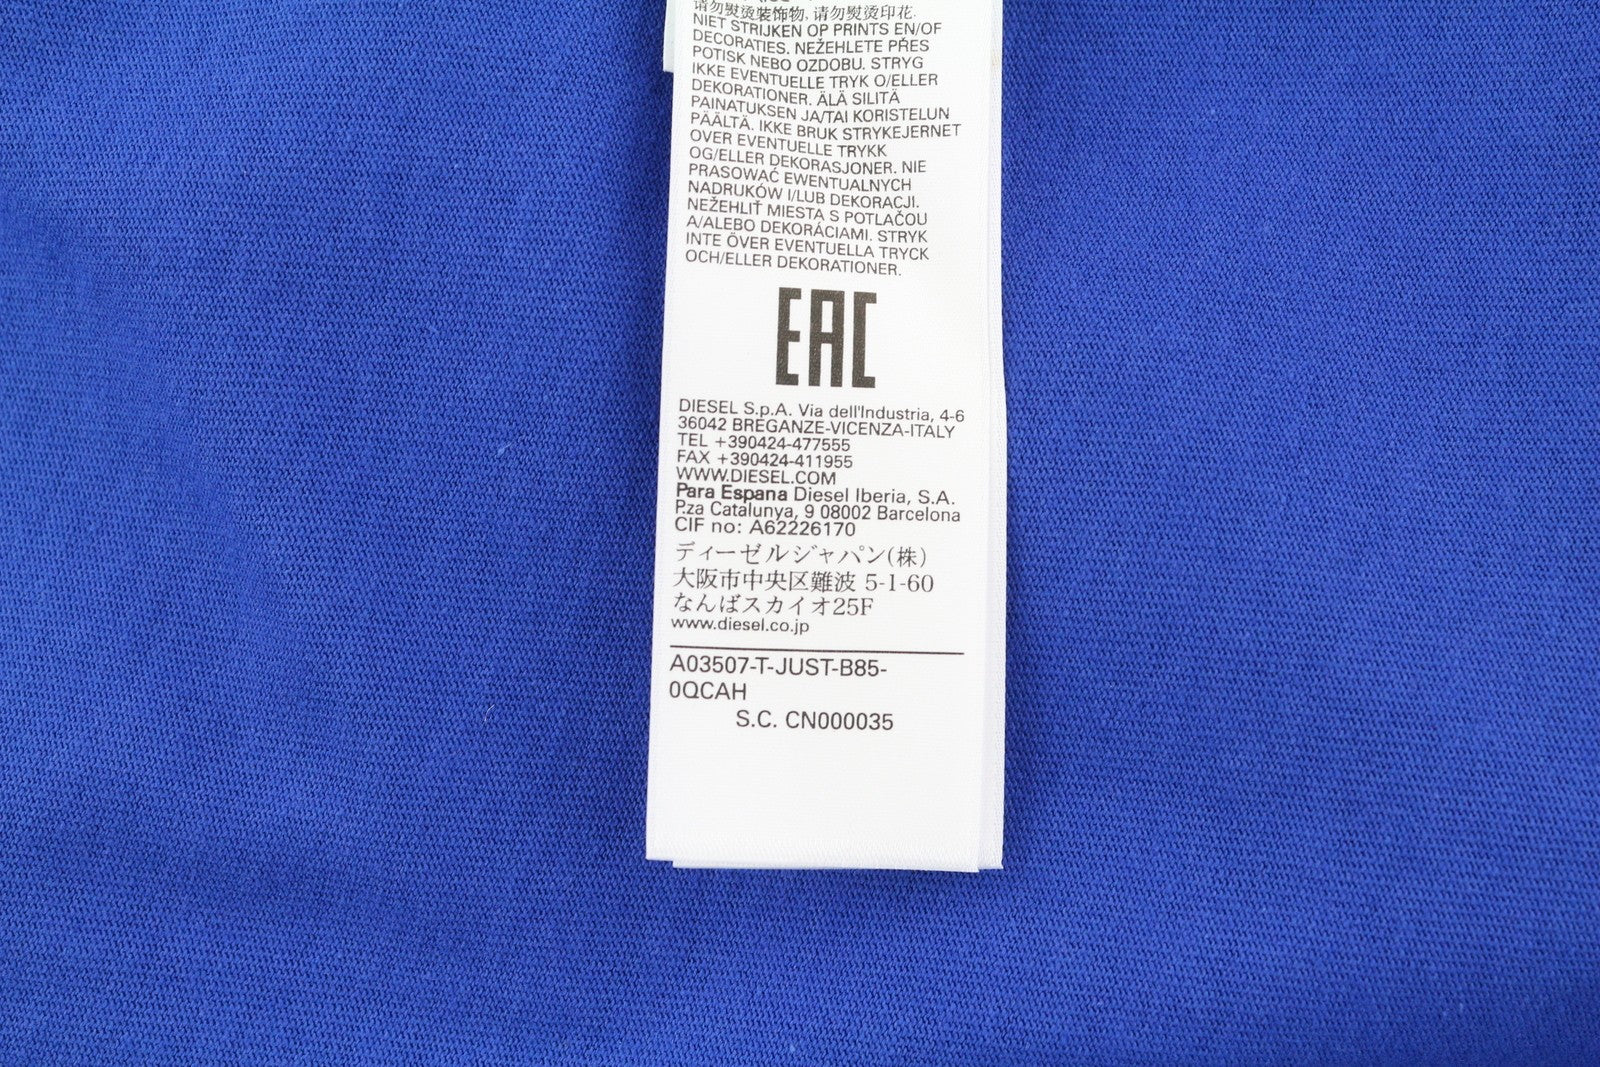 请勿熨烫装饰物, 请勿熨烫印花.
NIET STRIJKEN OP PRINTS EN/OF
DECORATIES. NEŽEHLETE PŘES
POTISK NEBO OZDOBU. STRYG
IKKE EVENTUELLE TRYK O/ELLER
DEKORATIONER. ÄLÄ SILITÄ
PAINATUKSEN JA/TAI KORISTELUN
PÄÄLTÄ. IKKE BRUK STRYKEJERNET
OVER EVENTUELLE TRYKK
OG/ELLER DEKORASJONER. NIE
PRASOWAĆ EWENTUALNYCH
NADRUKÓW I/LUB DEKORACJI.
NEŽEHLIŤ MIESTA S POTLAČOU
A/ALEBO DEKORÁCIAMI. STRYK
INTE ÖVER EVENTUELLA TRYCK
OCH/ELLER DEKORATIONER.
EAC
DIESEL S.p.A. Via dell'Industria, 4-6
36042 BREGANZE-VICENZA-ITALY
TEL +390424-477555
FAX +390424-411955
WWW.DIESEL.COM
Para Espana Diesel Iberia, S.A.
P.za Catalunya, 9 08002 Barcelona
CIF no: A62226170
ディーゼルジャパン(株)
大阪市中央区難波 5-1-60
なんばスカイオ25F
www.diesel.co.jp
A03507-T-JUST-B85-
0QCAH
S.C. CN000035